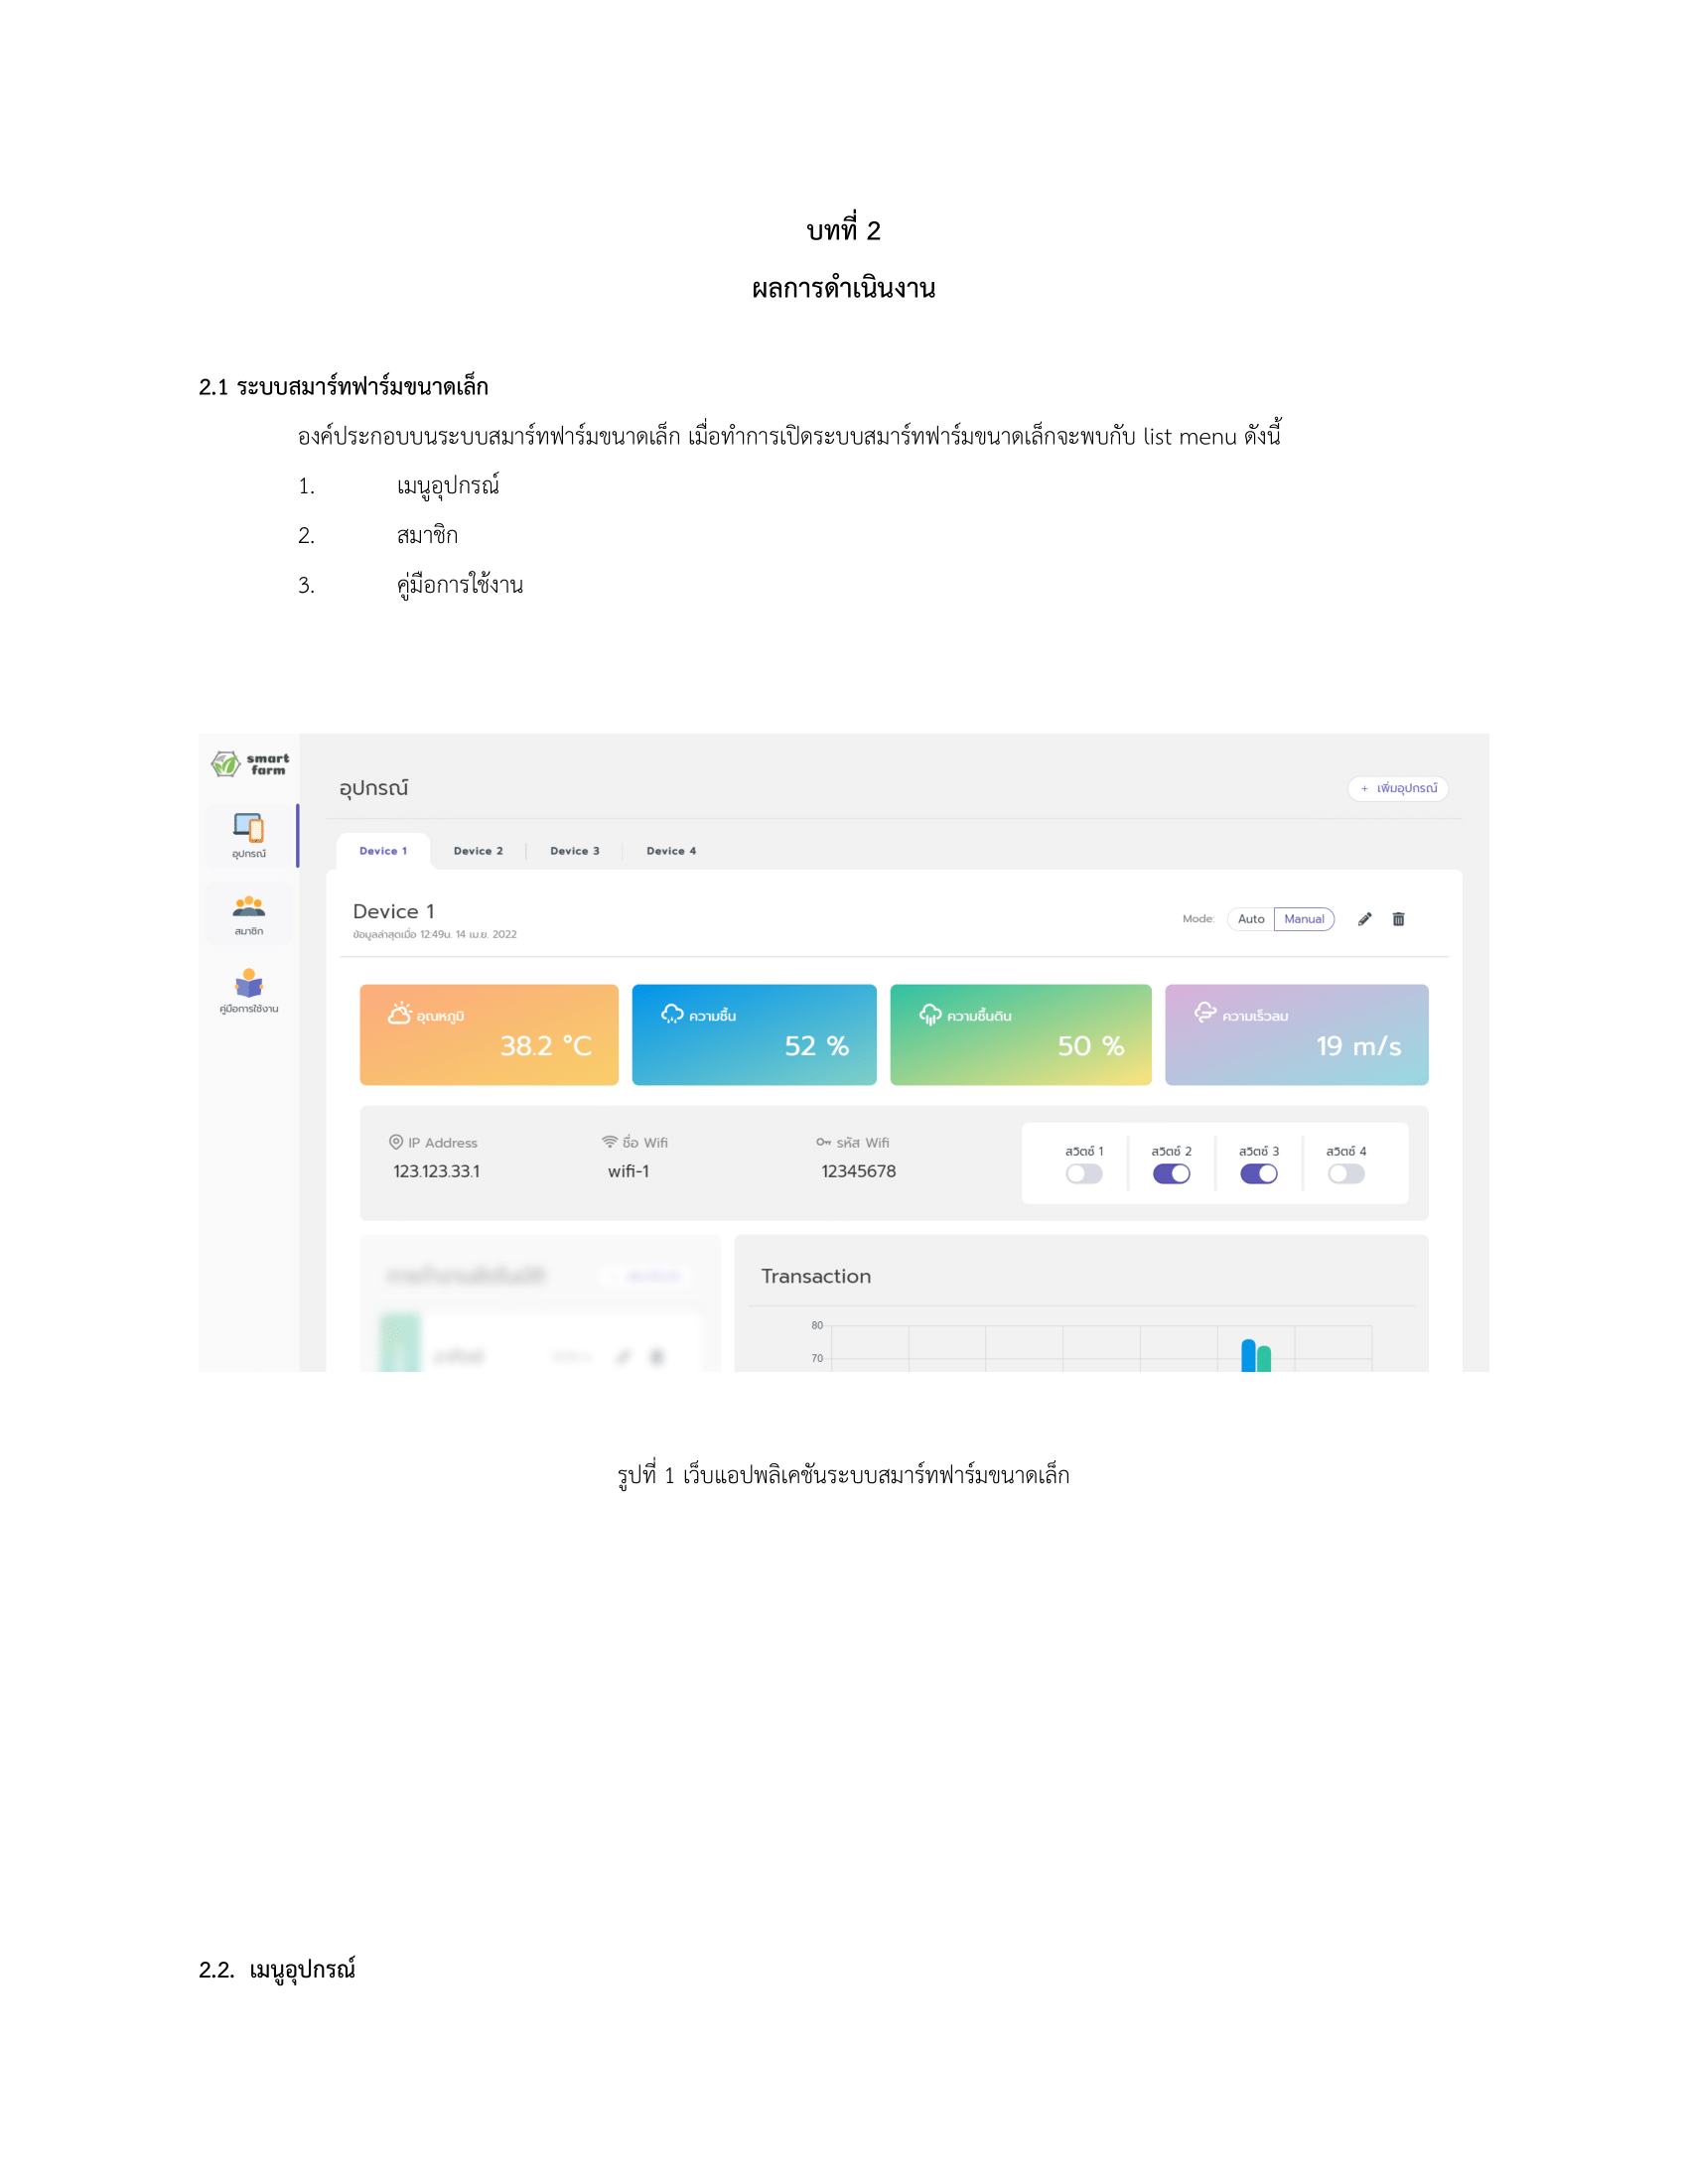 บทที่ 2
ผลการดำเนินงาน
2.1 ระบบสมาร์ทฟาร์มขนาดเล็ก
องค์ประกอบบนระบบสมาร์ทฟาร์มขนาดเล็ก เมื่อทำการเปิดระบบสมาร์ทฟาร์มขนาดเล็กจะพบกับ list menu ดังนี้
1. เมนูอุปกรณ์
2. สมาชิก
3. คู่มือการใช้งาน
smart
farm
อุปกรณ์
สมาชิก
คู่มือการใช้งาน
อุปกรณ์
+ เพิ่มอุปกรณ์
Device 1 Device 2 Device 3 Device 4
Device 1
ข้อมูลล่าสุดเมื่อ 12:49น. 14 เม.ย. 2022
Mode: Auto Manual
อุณหภูมิ
38.2 °C
ความชื้น
52 %
ความชื้นดิน
50 %
ความเร็วลม
19 m/s
IP Address
123.123.33.1
ชื่อ Wifi
wifi-1
รหัส Wifi
12345678
สวิตช์ 1 สวิตช์ 2 สวิตช์ 3 สวิตช์ 4
Transaction
80
70
รูปที่ 1 เว็บแอปพลิเคชันระบบสมาร์ทฟาร์มขนาดเล็ก
2.2. เมนูอุปกรณ์